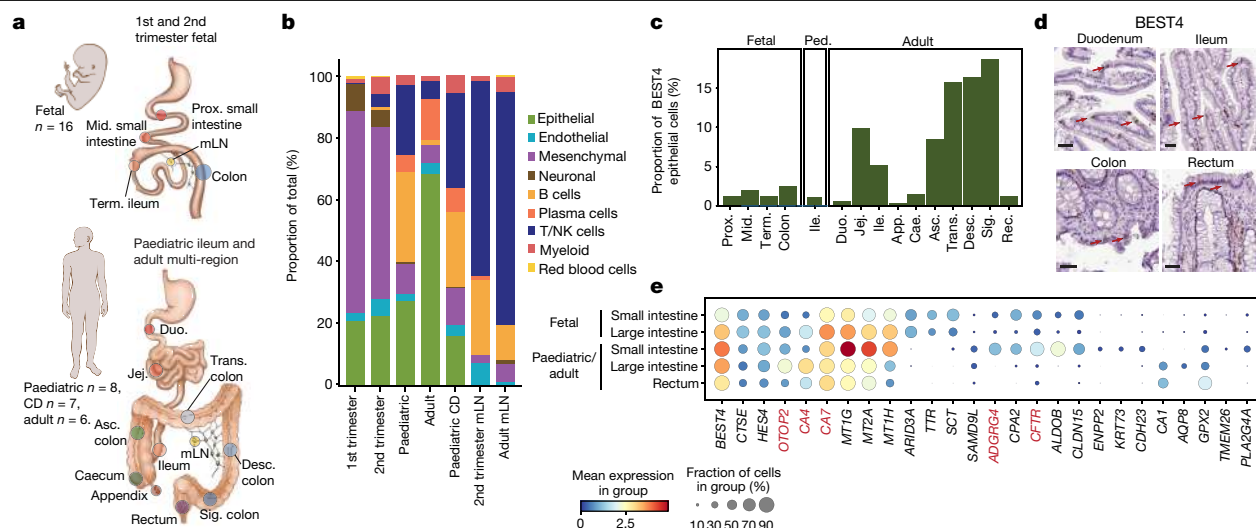 a
1st and 2nd
trimester fetal
Fetal
n = 16
Prox. small
intestine
Mid. small
intestine
mLN
Colon
Term. ileum
Paediatric ileum and
adult multi-region
Duo.
Trans.
colon
Jej.
Paediatric n = 8,
CD n = 7,
adult n = 6.
Asc.
colon
mLN
Ileum
Desc.
colon
Caecum
Appendix
Rectum
Sig. colon
b
Proportion of total (%)
100
80
60
40
20
0
1st trimester
2nd trimester
Paediatric
Adult
Paediatric CD
2nd trimester mLN
Adult mLN
Epithelial
Endothelial
Mesenchymal
Neuronal
B cells
Plasma cells
T/NK cells
Myeloid
Red blood cells
c
Fetal
Ped.
Adult
Proportion of BEST4
epithelial cells (%)
15
10
5
0
Prox.
Mid.
Term.
Colon
Ile.
Duo.
Jej.
Ile.
App.
Cae.
Asc.
Trans.
Desc.
Sig.
Rec.
d
BEST4
Duodenum
Ileum
Colon
Rectum
e
Fetal
Small intestine
Large intestine
Paediatric/
adult
Small intestine
Large intestine
Rectum
BEST4
CTSE
HES4
OTOP2
CA4
CA7
MT1G
MT2A
MT1H
ARID3A
TTR
SCT
SAMD9L
ADGRG4
CPA2
CFTR
ALDOB
CLDN15
ENPP2
KRT73
CDH23
CA1
AQP8
GPX2
TMEM26
PLA2G4A
Mean expression
in group
0
2.5
Fraction of cells
in group (%)
10 30 50 70 90